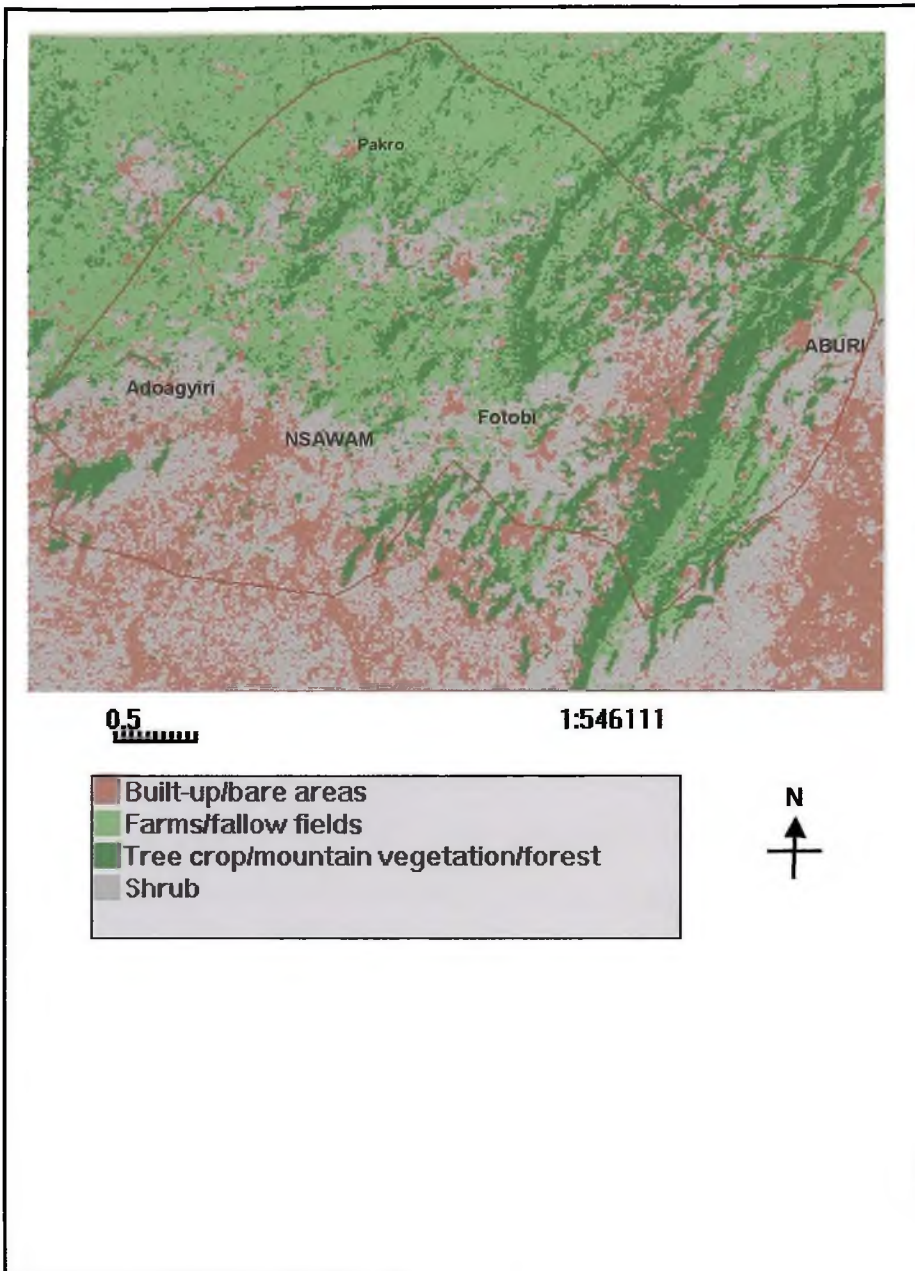 Pakro
ABURI
Adoagyiri
Fotobi
NSAWAM
0.5 1:546111
Built-up/bare areas
Farms/fallow fields
Tree crop/mountain vegetation/forest
Shrub
N